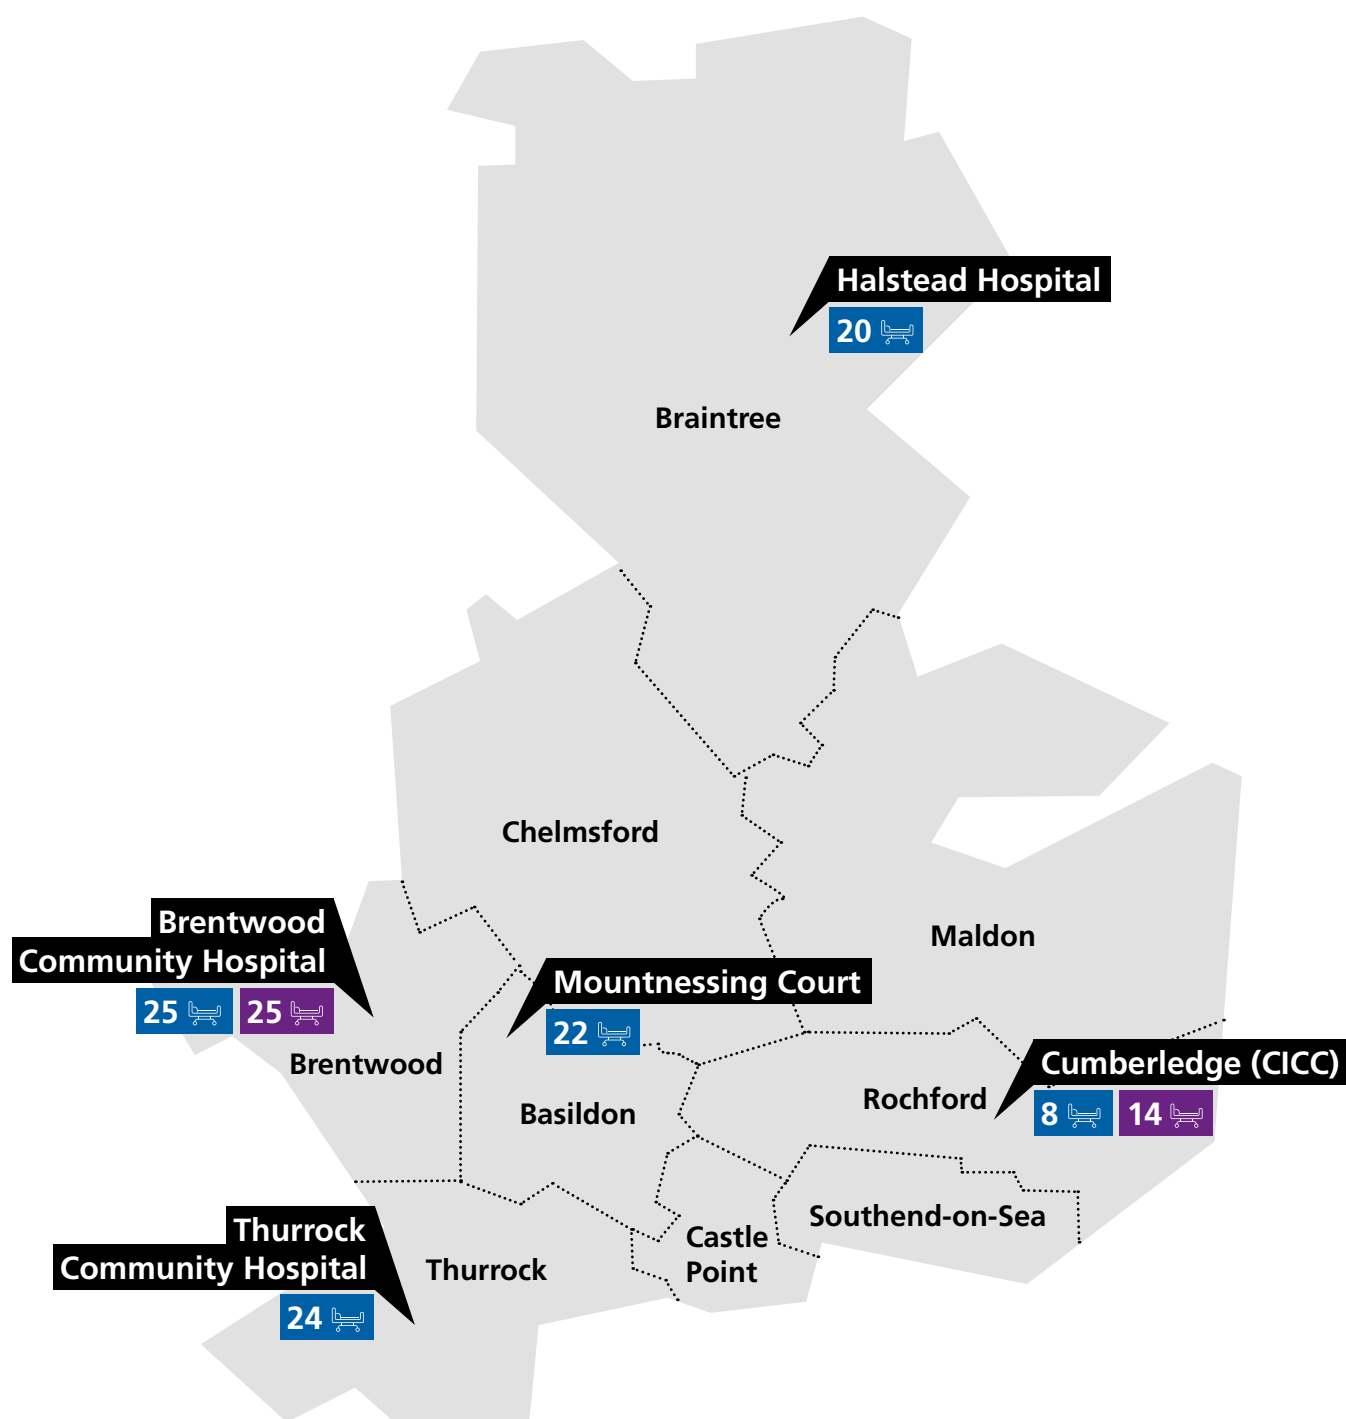 Halstead Hospital
20
Braintree
Chelmsford
Brentwood
Community Hospital
25 25
Maldon
Mountnessing Court
22
Brentwood
Cumberledge (CICC)
8 14
Rochford
Basildon
Southend-on-Sea
Castle
Point
Thurrock
Community Hospital
24
Thurrock